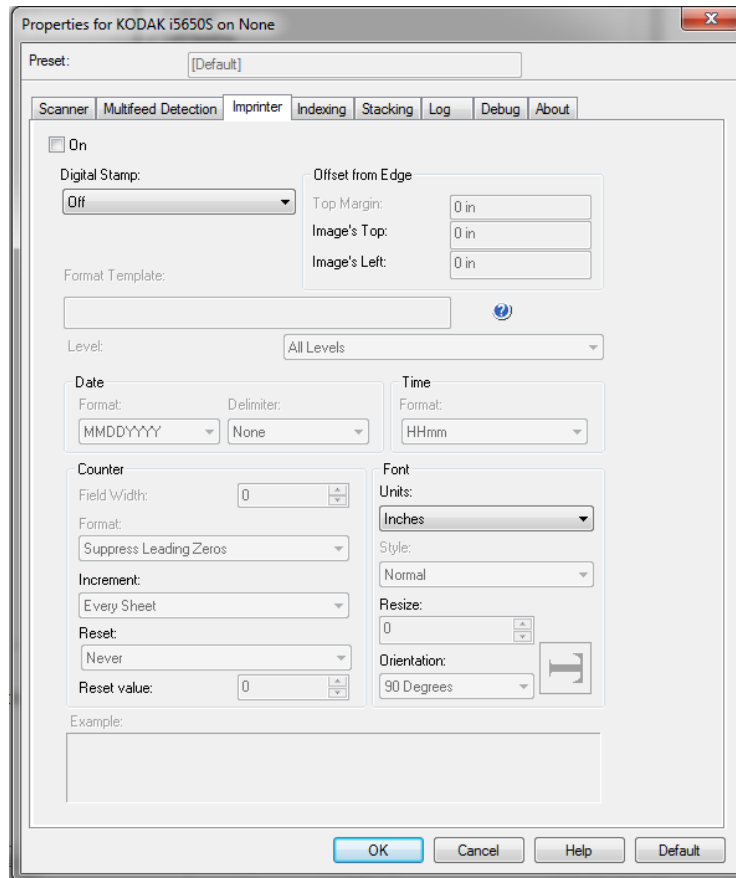 Properties for KODAK i5650S on None
Preset:
[Default]
Scanner Multifeed Detection Imprinter Indexing Stacking Log Debug About
On
Digital Stamp:
Off
Offset from Edge
Top Margin: 0 in
Image's Top: 0 in
Image's Left: 0 in
Format Template:
Level: All Levels
Date
Format: Delimiter:
MMDDYYYY None
Time
Format:
HHmm
Counter
Field Width: 0
Format:
Suppress Leading Zeros
Increment:
Every Sheet
Reset:
Never
Reset value: 0
Font
Units:
Inches
Style:
Normal
Resize:
0
Orientation:
90 Degrees
Example:
OK Cancel Help Default